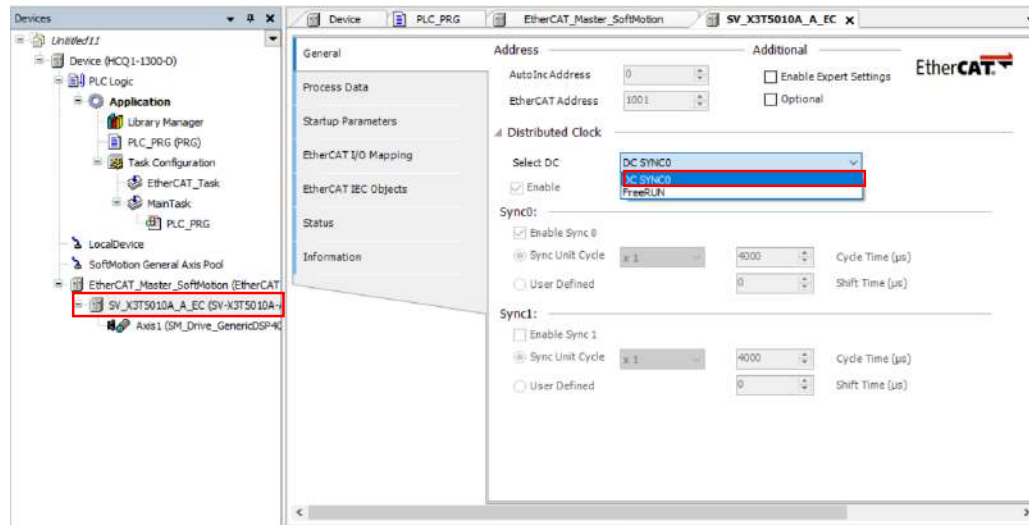 Devices
Untitled11
Device (HCQ1-1300-D)
PLC Logic
Application
Library Manager
PLC_PRG (PRG)
Task Configuration
EtherCAT_Task
MainTask
PLC_PRG
LocalDevice
SoftMotion General Axis Pool
EtherCAT_Master_SoftMotion (EtherCAT
SV_X3T5010A_A_EC (SV-X3T5010A-A
Axis1 (SM_Drive_GenericDSP40
Device
PLC_PRG
EtherCAT_Master_SoftMotion
SV_X3T5010A_A_EC
General
Process Data
Startup Parameters
EtherCAT I/O Mapping
EtherCAT IEC Objects
Status
Information
Address
AutoInc Address 0
EtherCAT Address 1001
Additional
Enable Expert Settings
Optional
EtherCAT
Distributed Clock
Select DC DC SYNC0
DC SYNC0
FreeRUN
Enable
Sync0:
Enable Sync 0
Sync Unit Cycle x 1 4000 Cycle Time (µs)
User Defined 0 Shift Time (µs)
Sync1:
Enable Sync 1
Sync Unit Cycle x 1 4000 Cycle Time (µs)
User Defined 0 Shift Time (µs)